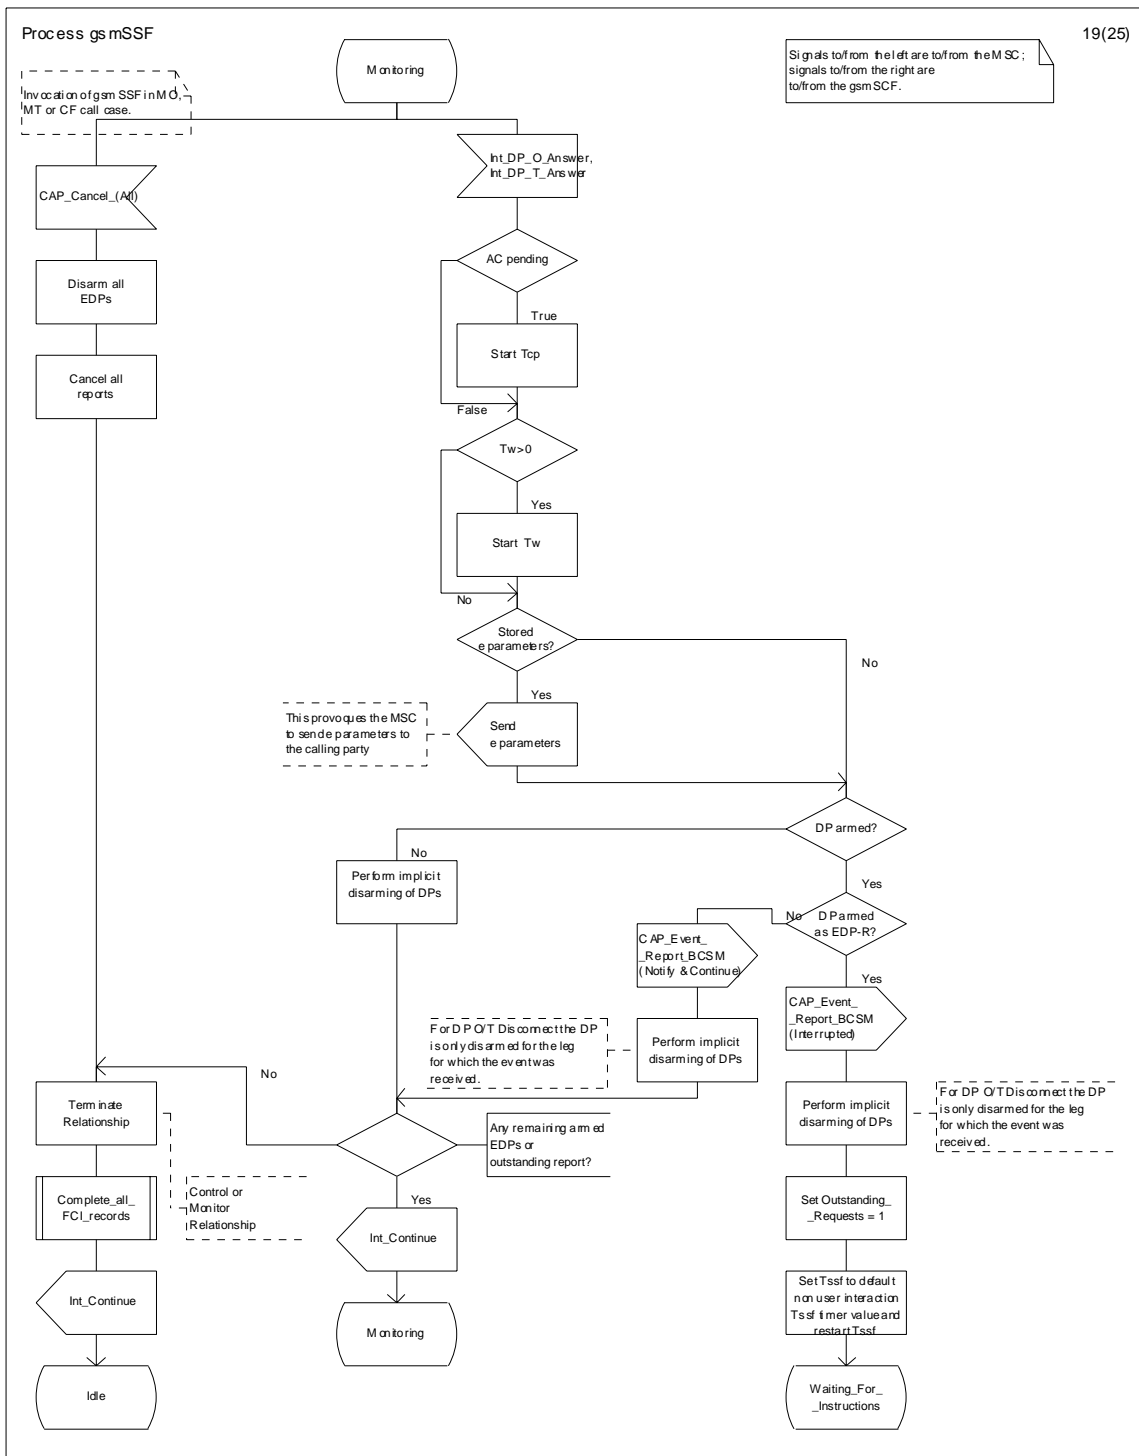 Process gsmSSF
19(25)
Signals to/from the left are to/from the MSC;
signals to/from the right are
to/from the gsmSCF.
Monitoring
Invocation of gsmSSF in MO,
MT or CF call case.
CAP_Cancel_(All)
Int_DP_O_Answer,
Int_DP_T_Answer
Disarm all
EDPs
AC pending
True
Start Tcp
False
Cancel all
reports
Tw>0
Yes
Start Tw
No
Stored
e parameters?
No
Yes
This provoques the MSC
to send e parameters to
the calling party
Send
e parameters
DP armed?
No
Yes
Perform implicit
disarming of DPs
No
DP armed
as EDP-R?
CAP_Event_
_Report_BCSM
(Notify & Continue)
Yes
CAP_Event_
_Report_BCSM
(Interrupted)
For DP O/T Disconnect the DP
is only disarmed for the leg
for which the event was
received.
Perform implicit
disarming of DPs
No
Terminate
Relationship
Any remaining armed
EDPs or
outstanding report?
Perform implicit
disarming of DPs
For DP O/T Disconnect the DP
is only disarmed for the leg
for which the event was
received.
Complete_all_
_FCI_records
Control or
Monitor
Relationship
Yes
Int_Continue
Set Outstanding_
_Requests = 1
Int_Continue
Monitoring
Set Tssf to default
non user interaction
Tssf timer value and
restart Tssf
Idle
Waiting_For_
_Instructions